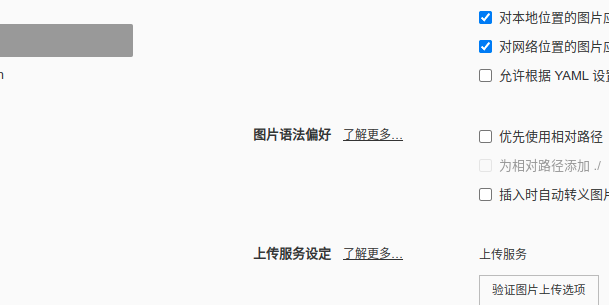 对本地位置的图片
对网络位置的图片
允许根据 YAML 设
图片语法偏好 了解更多... 优先使用相对路径
为相对路径添加 ./
插入时自动转义图
上传服务设定 了解更多... 上传服务
验证图片上传选项